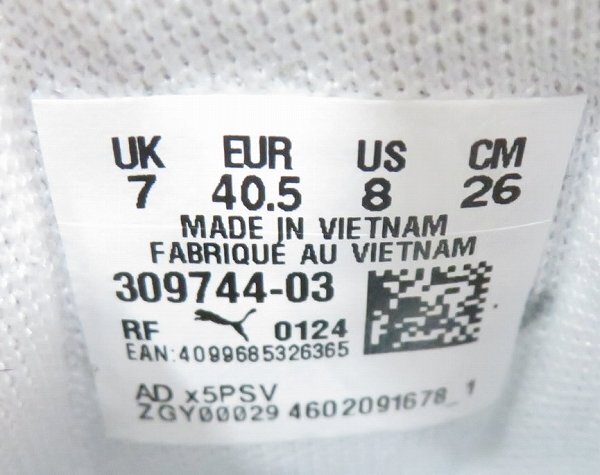 UK EUR US CM
7 40.5 8 26
MADE IN VIETNAM
FABRIQUÉ AU VIETNAM
309744-03
RF 0124
EAN:4099685326365
AD x5PSV
ZGY00029 4602091678_1